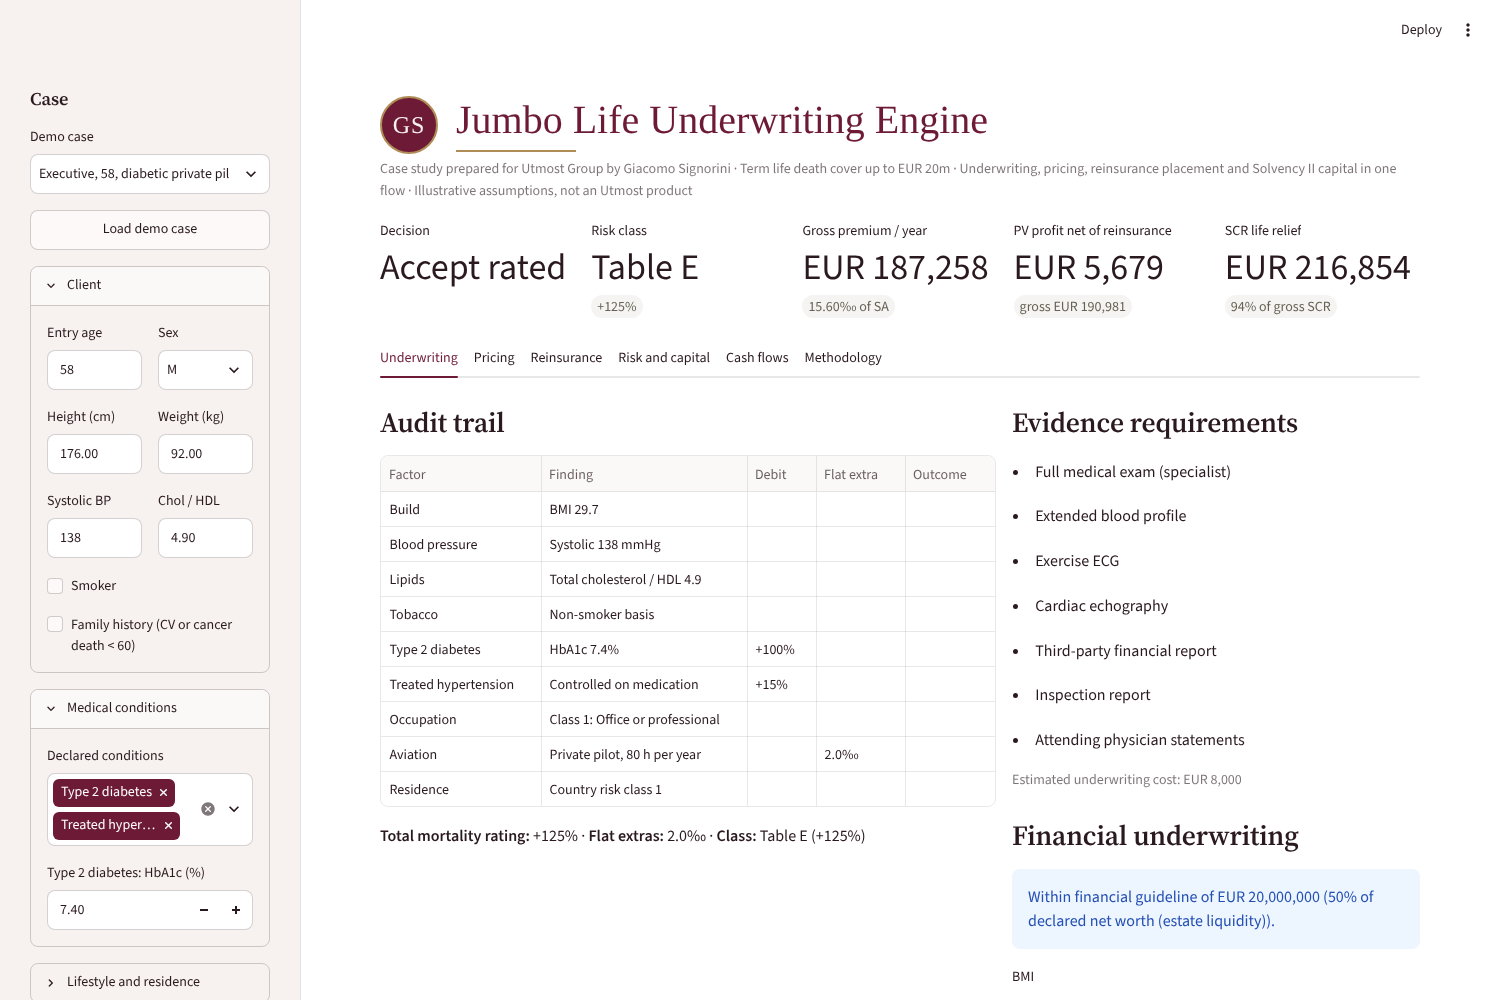 Deploy
Case
Demo case
Executive, 58, diabetic private pil
Load demo case
Client
Entry age
Sex
58
M
Height (cm)
Weight (kg)
176.00
92.00
Systolic BP
Chol / HDL
138
4.90
Smoker
Family history (CV or cancer
death < 60)
Medical conditions
Declared conditions
Type 2 diabetes
Treated hyper...
Type 2 diabetes: HbA1c (%)
7.40
Lifestyle and residence
GS
Jumbo Life Underwriting Engine
Case study prepared for Utmost Group by Giacomo Signorini · Term life death cover up to EUR 20m · Underwriting, pricing, reinsurance placement and Solvency II capital in one
flow · Illustrative assumptions, not an Utmost product
Decision
Accept rated
Risk class
Table E
+125%
Gross premium / year
EUR 187,258
15.60‰ of SA
PV profit net of reinsurance
EUR 5,679
gross EUR 190,981
SCR life relief
EUR 216,854
94% of gross SCR
Underwriting Pricing Reinsurance Risk and capital Cash flows Methodology
Audit trail
Factor Finding Debit Flat extra Outcome
Build BMI 29.7
Blood pressure Systolic 138 mmHg
Lipids Total cholesterol / HDL 4.9
Tobacco Non-smoker basis
Type 2 diabetes HbA1c 7.4% +100%
Treated hypertension Controlled on medication +15%
Occupation Class 1: Office or professional
Aviation Private pilot, 80 h per year 2.0‰
Residence Country risk class 1
Total mortality rating: +125% · Flat extras: 2.0‰ · Class: Table E (+125%)
Evidence requirements
• Full medical exam (specialist)
• Extended blood profile
• Exercise ECG
• Cardiac echography
• Third-party financial report
• Inspection report
• Attending physician statements
Estimated underwriting cost: EUR 8,000
Financial underwriting
Within financial guideline of EUR 20,000,000 (50% of
declared net worth (estate liquidity)).
BMI